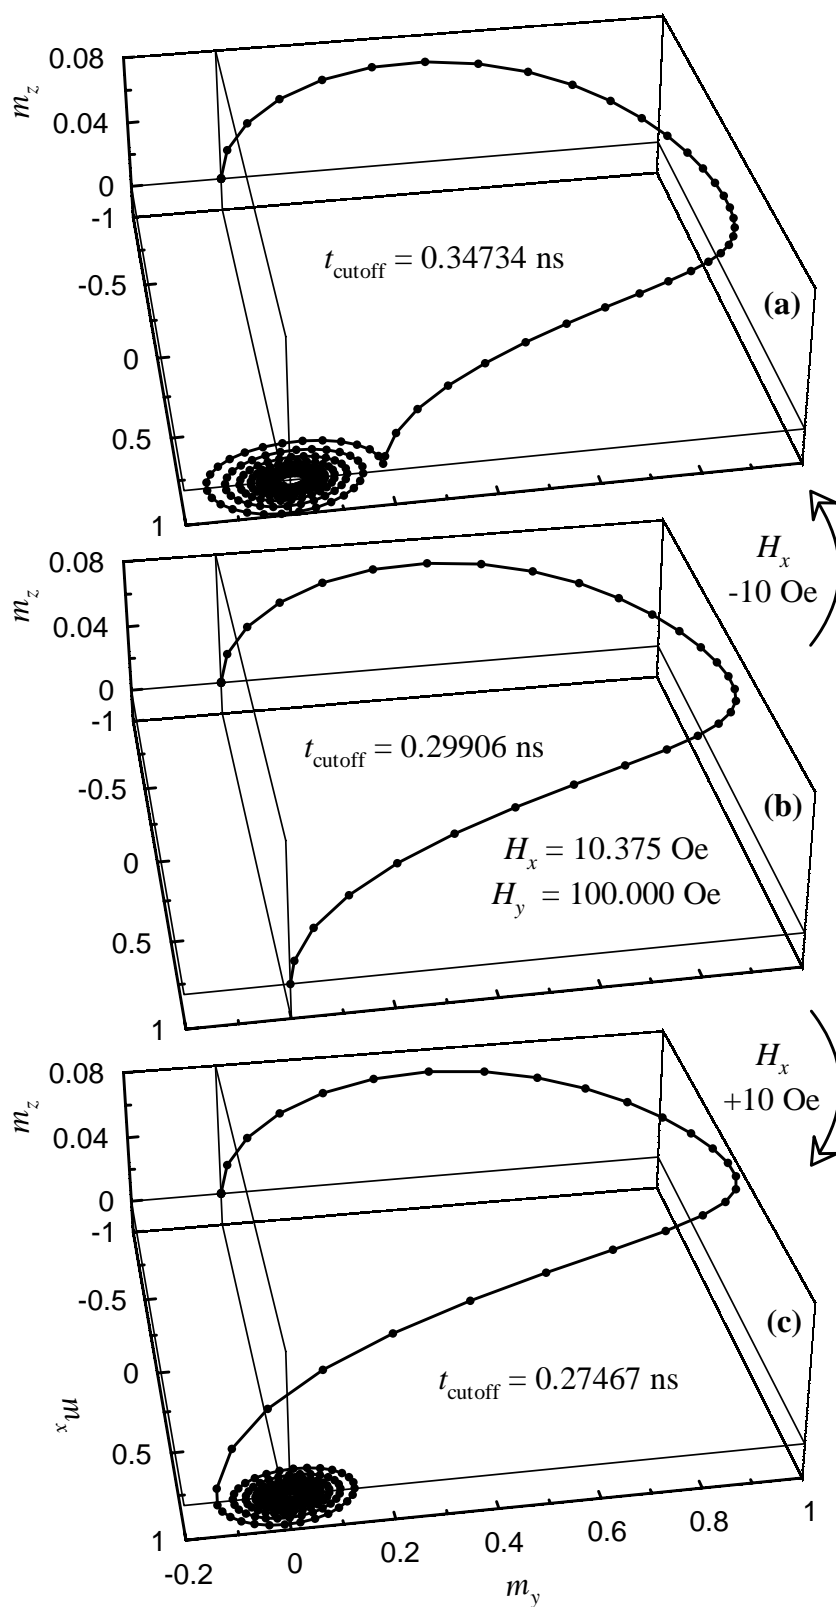 0.08
m_z
0.04
0
-1
t_cutoff = 0.34734 ns
-0.5
(a)
0
0.5
1
H_x
-10 Oe
0.08
m_z
0.04
0
-1
t_cutoff = 0.29906 ns
-0.5
(b)
H_x = 10.375 Oe
0
H_y = 100.000 Oe
0.5
1
H_x
+10 Oe
0.08
m_z
0.04
0
-1
-0.5
(c)
0
t_cutoff = 0.27467 ns
m_x
0.5
1
-0.2 0 0.2 0.4 0.6 0.8 1
m_y